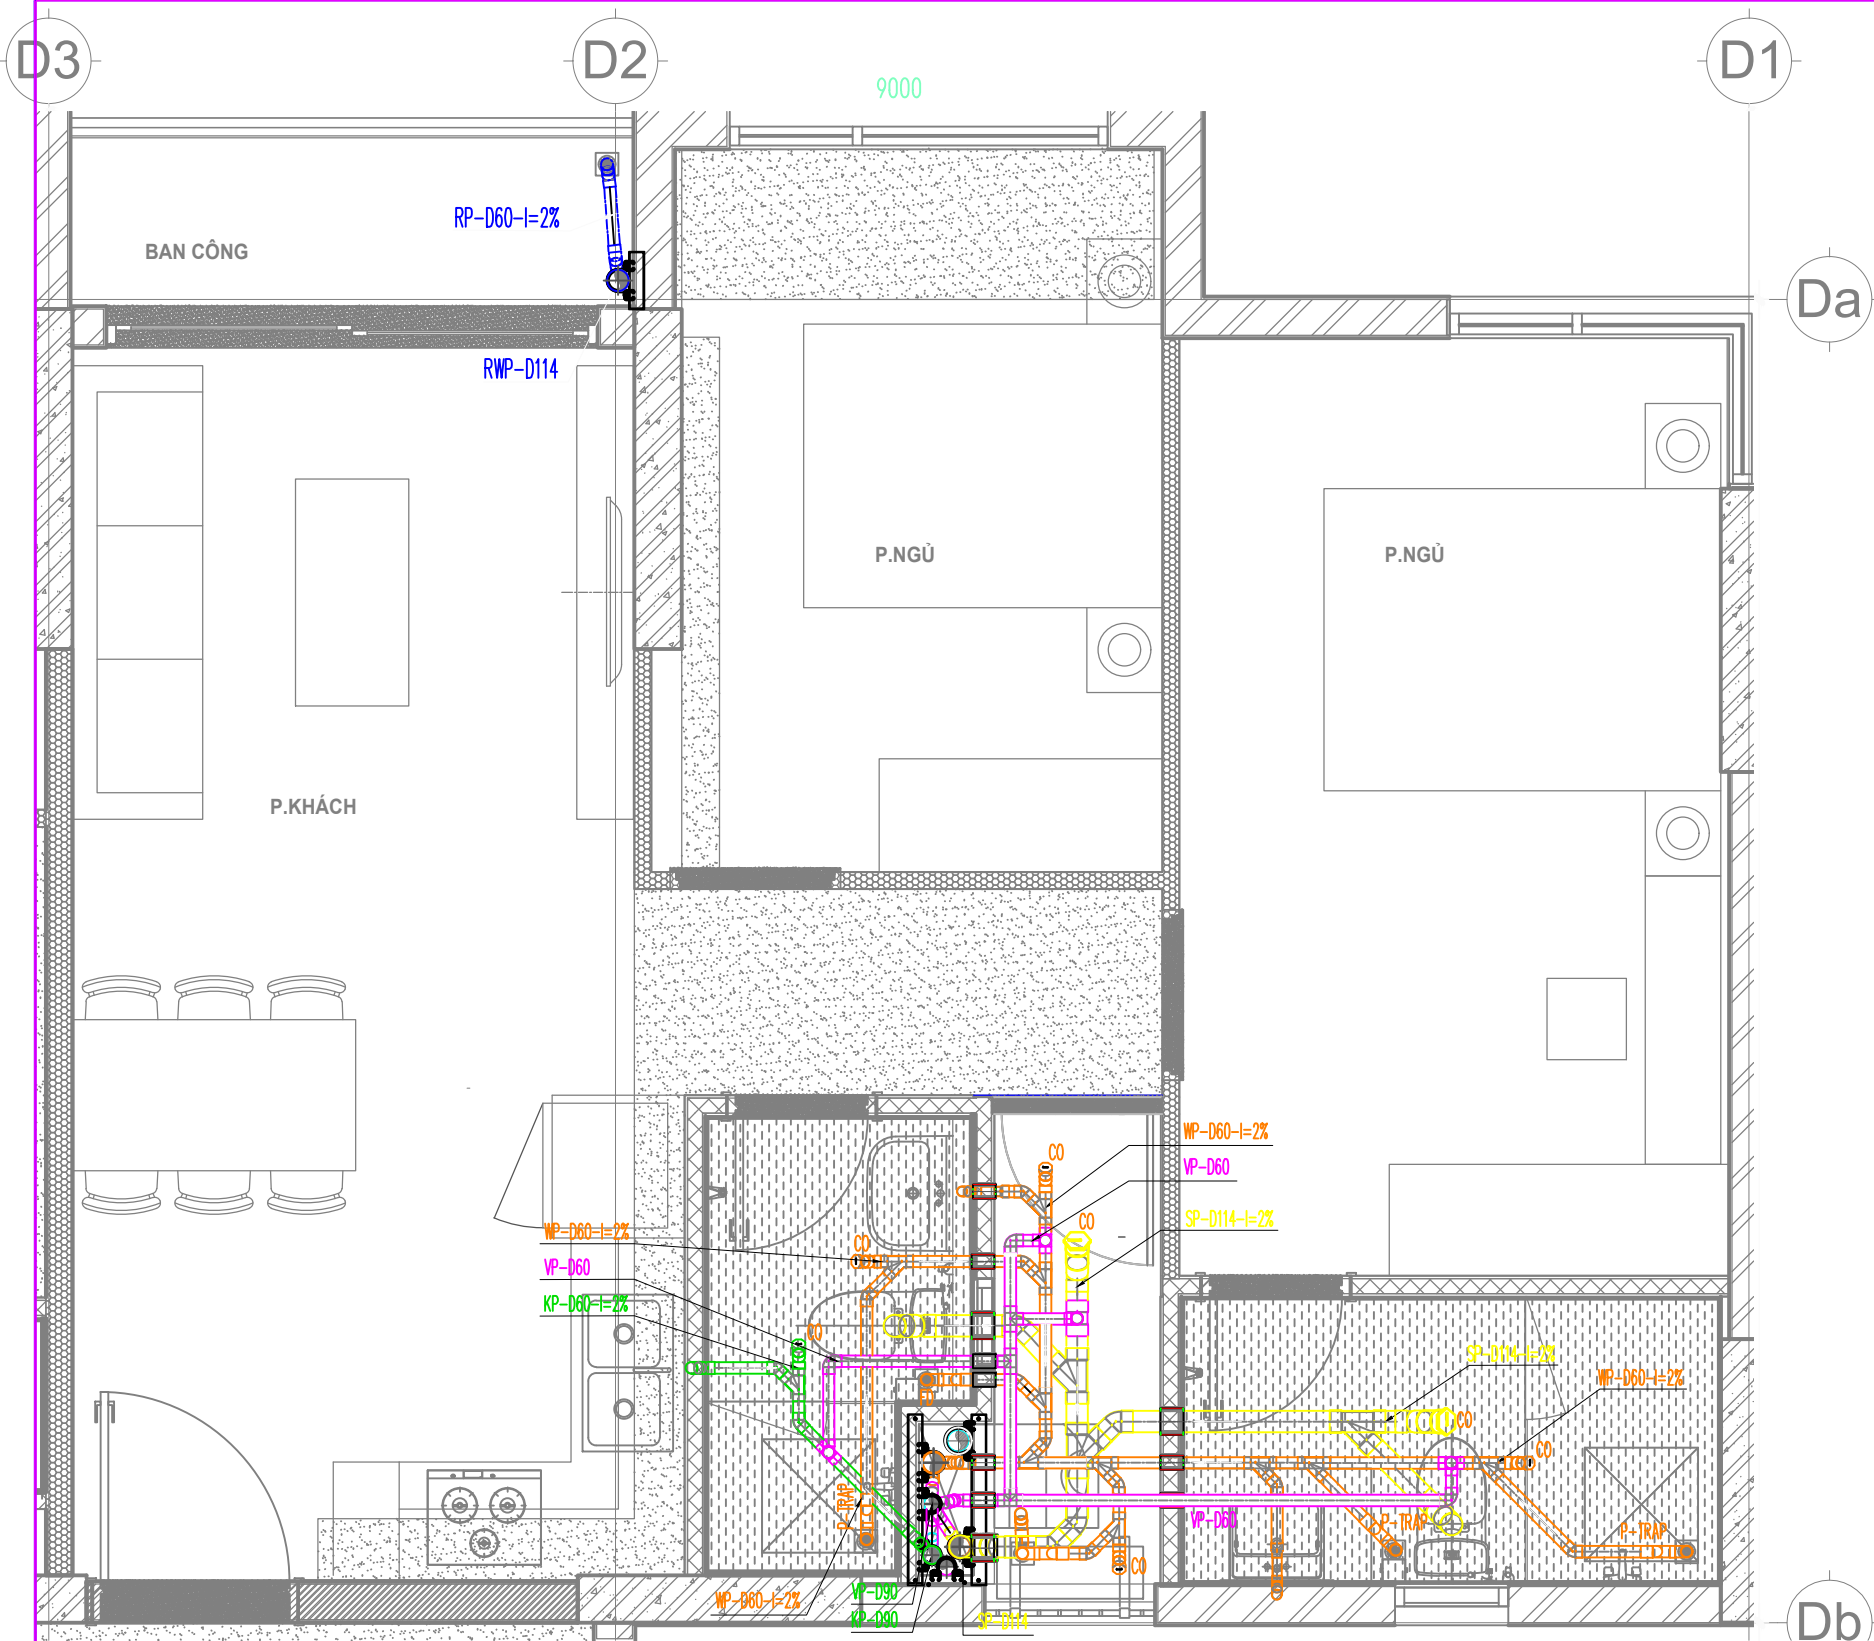 D3
D2
D1
9000
RP-D60-I=2%
BAN CÔNG
Da
RWP-D114
P.NGỦ
P.NGỦ
P.KHÁCH
WP-D60-I=2%
CO
VP-D60
SP-D114-I=2%
CO
WP-D60-I=2%
CO
VP-D60
KP-D60-I=2%
CO
SP-D114-I=2%
WP-D60-I=2%
CO
CO
CO
P-TRAP
VP-D60
P-TRAP
P-TRAP
CO
WP-D60-I=2%
VP-D90
KP-D90
SP-D114
Db